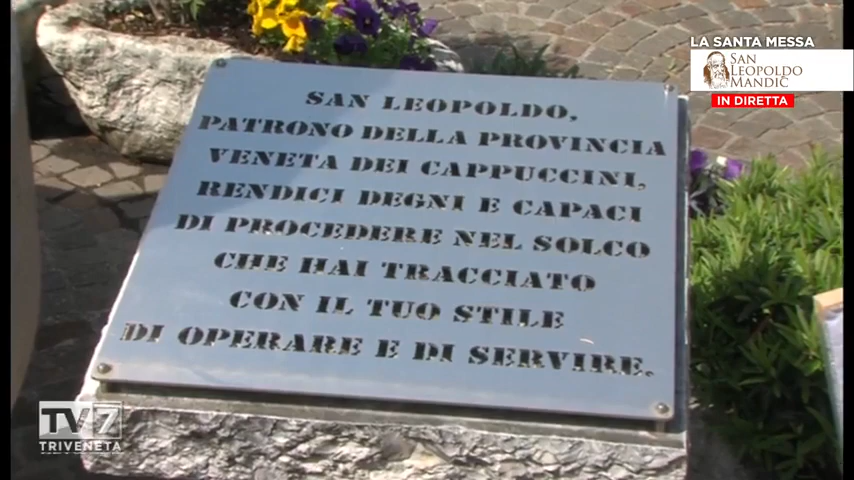 LA SANTA MESSA
SAN
LEOPOLDO
MANDIĆ
IN DIRETTA
SAN LEOPOLDO,
PATRONO DELLA PROVINCIA
VENETA DEI CAPPUCCINI,
RENDICI DEGNI E CAPACI
DI PROCEDERE NEL SOLCO
CHE HAI TRACCIATO
CON IL TUO STILE
DI OPERARE E DI SERVIRE.
TV7
TRIVENETA